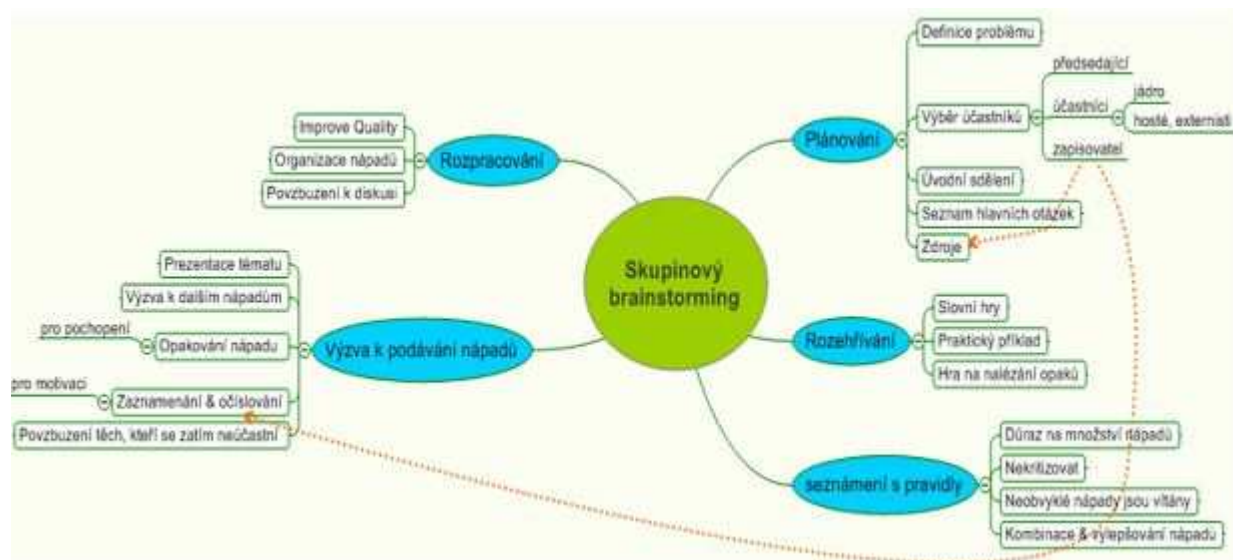 Skupinový
brainstorming
Plánování
Definice problému
Výběr účastníků
předsedající
účastníci
jádro
hosté, externisti
zapisovatel
Úvodní sdělení
Seznam hlavních otázek
Zdroje
Rozehřívání
Slovní hry
Praktický příklad
Hra na nalézání opaků
seznámení s pravidly
Důraz na množství nápadů
Nekritizovat
Neobvyklé nápady jsou vítány
Kombinace & vylepšování nápadů
Výzva k podávání nápadů
Prezentace tématu
Výzva k dalším nápadům
Opakování nápadu
pro pochopení
Zaznamenání & očíslování
pro motivaci
Povzbuzení těch, kteří se zatím neúčastní
Rozpracování
Improve Quality
Organizace nápadů
Povzbuzení k diskusi